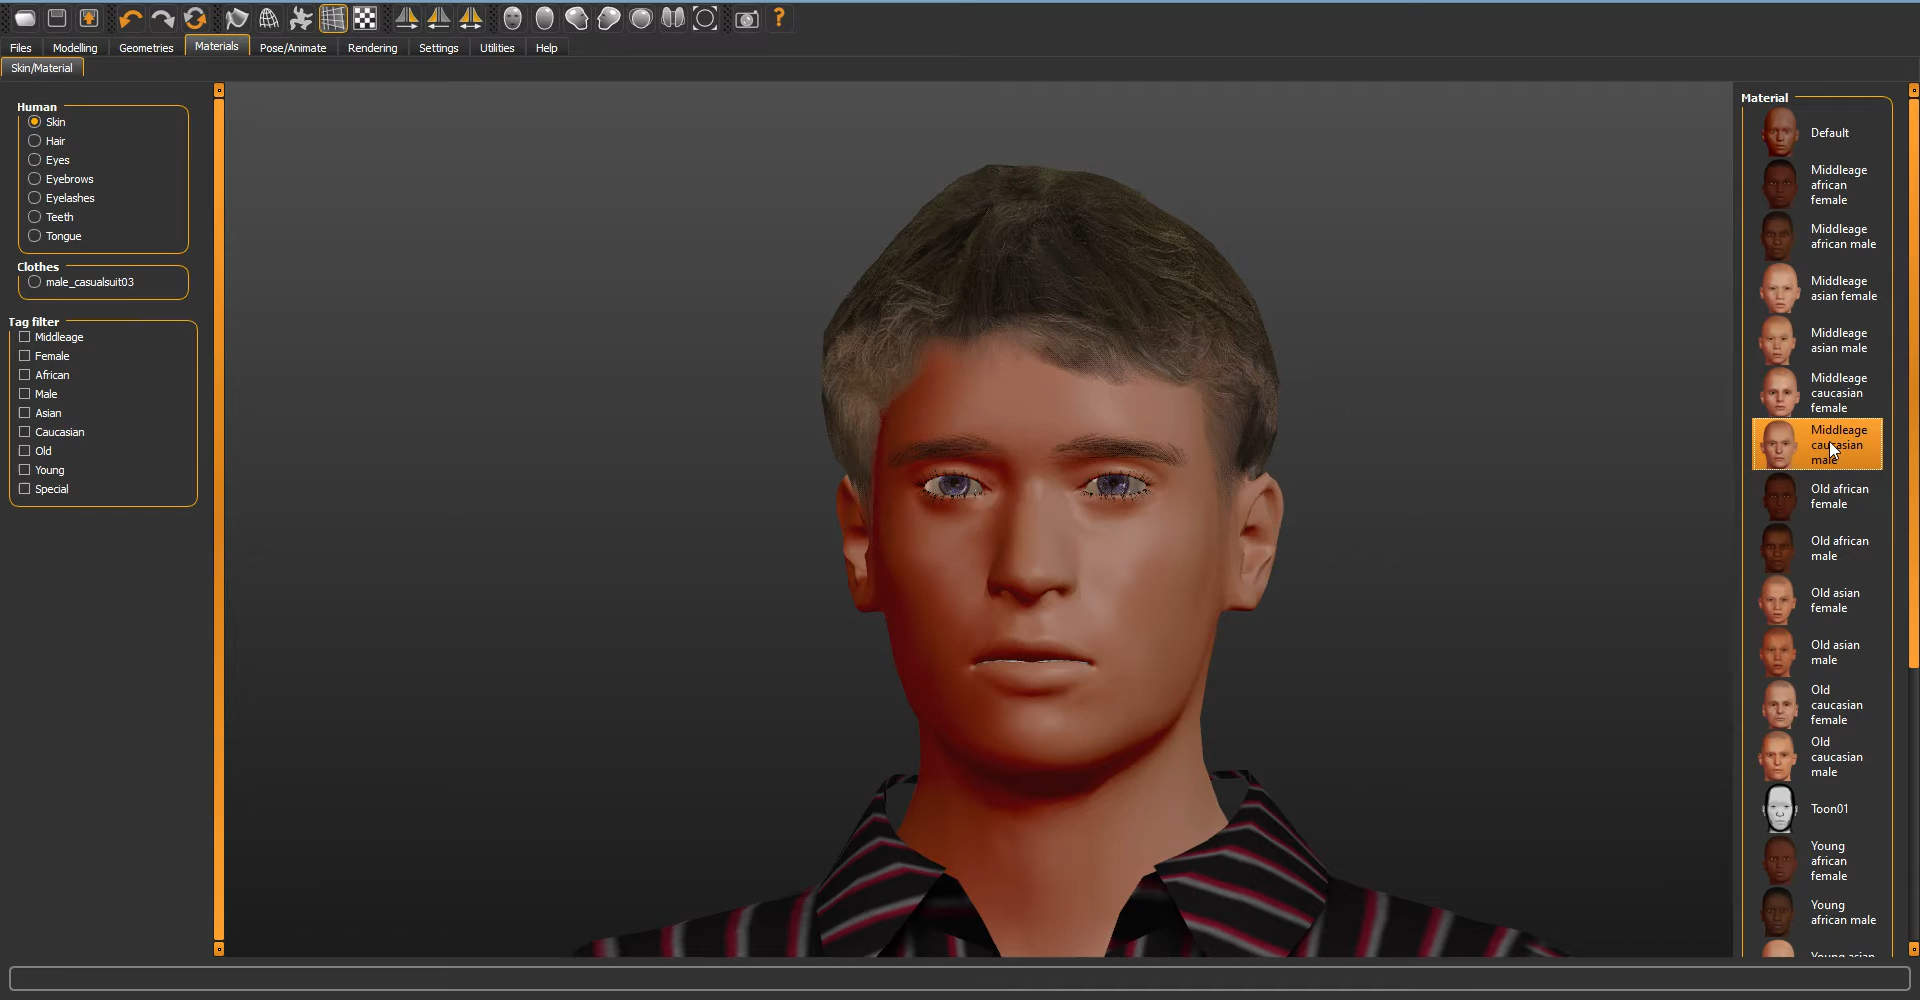 Files Modelling Geometries Materials Pose/Animate Rendering Settings Utilities Help
Skin/Material
Human
Skin
Hair
Eyes
Eyebrows
Eyelashes
Teeth
Tongue
Clothes
male_casualsuit03
Tag filter
Middleage
Female
African
Male
Asian
Caucasian
Old
Young
Special
Material
Default
Middleage
african
female
Middleage
african male
Middleage
asian female
Middleage
asian male
Middleage
caucasian
female
Middleage
caucasian
male
Old african
female
Old african
male
Old asian
female
Old asian
male
Old
caucasian
female
Old
caucasian
male
Toon01
Young
african
female
Young
african male
Young asian